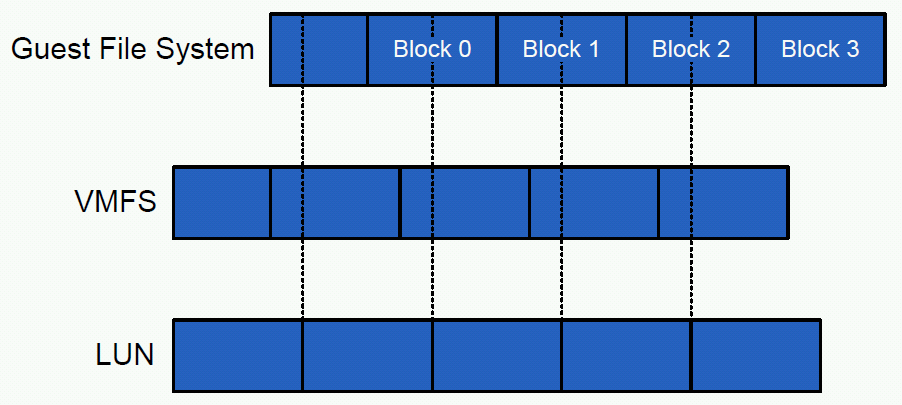 Guest File System
Block 0
Block 1
Block 2
Block 3
VMFS
LUN